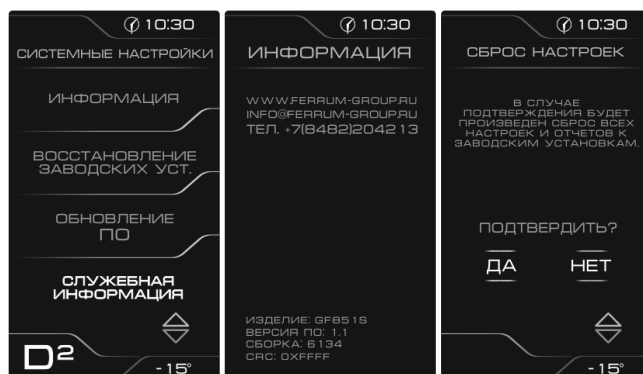 10:30
СИСТЕМНЫЕ НАСТРОЙКИ
ИНФОРМАЦИЯ
ВОССТАНОВЛЕНИЕ
ЗАВОДСКИХ УСТ.
ОБНОВЛЕНИЕ
ПО
СЛУЖЕБНАЯ
ИНФОРМАЦИЯ
D2
-15°
10:30
ИНФОРМАЦИЯ
WWW.FERRUM-GROUP.RU
INFO@FERRUM-GROUP.RU
ТЕЛ. +7(8482)204213
ИЗДЕЛИЕ: GF851S
ВЕРСИЯ ПО: 1.1
СБОРКА: 6134
CRC: 0XFFFF
10:30
СБРОС НАСТРОЕК
В СЛУЧАЕ
ПОДТВЕРЖДЕНИЯ БУДЕТ
ПРОИЗВЕДЕН СБРОС ВСЕХ
НАСТРОЕК И ОТЧЕТОВ К
ЗАВОДСКИМ УСТАНОВКАМ.
ПОДТВЕРДИТЬ?
ДА НЕТ
-15°